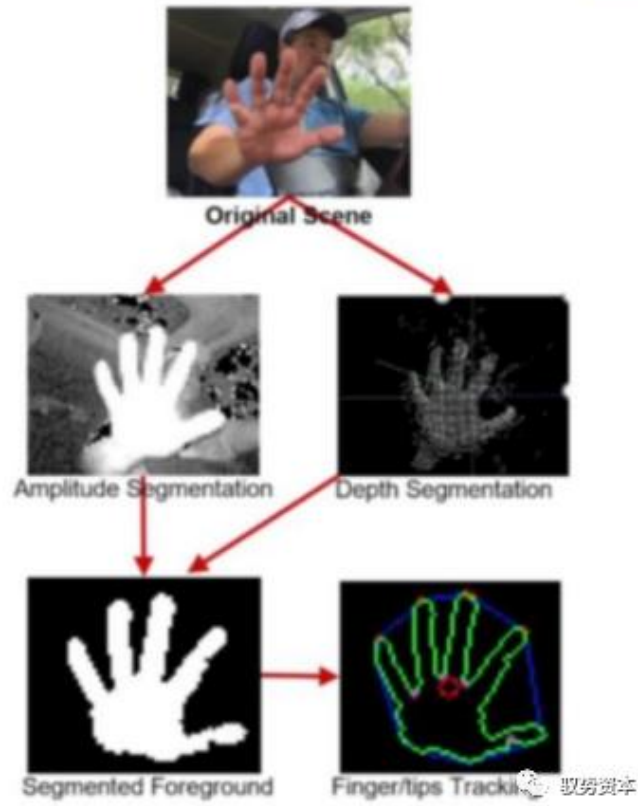 Original Scene
Amplitude Segmentation
Depth Segmentation
Segmented Foreground
Finger/tips Tracking
驭势资本